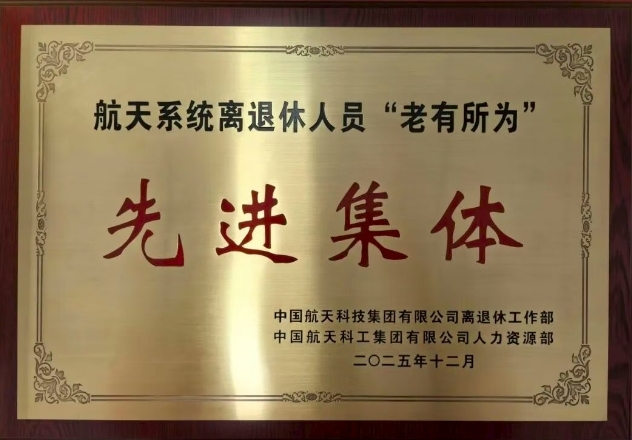 航天系统离退休人员“老有所为”
先进集体
中国航天科技集团有限公司离退休工作部
中国航天科工集团有限公司人力资源部
二〇二五年十二月